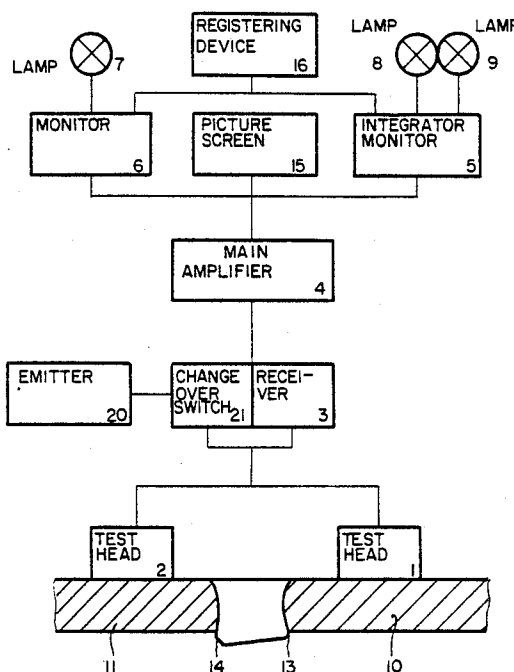 LAMP
7
REGISTERING
DEVICE
16
LAMP
8
LAMP
9
MONITOR
6
PICTURE
SCREEN
15
INTEGRATOR
MONITOR
5
MAIN
AMPLIFIER
4
EMITTER
20
CHANGE
OVER
SWITCH
21
RECEI-
VER
3
TEST
HEAD
2
TEST
HEAD
1
11
14
13
10